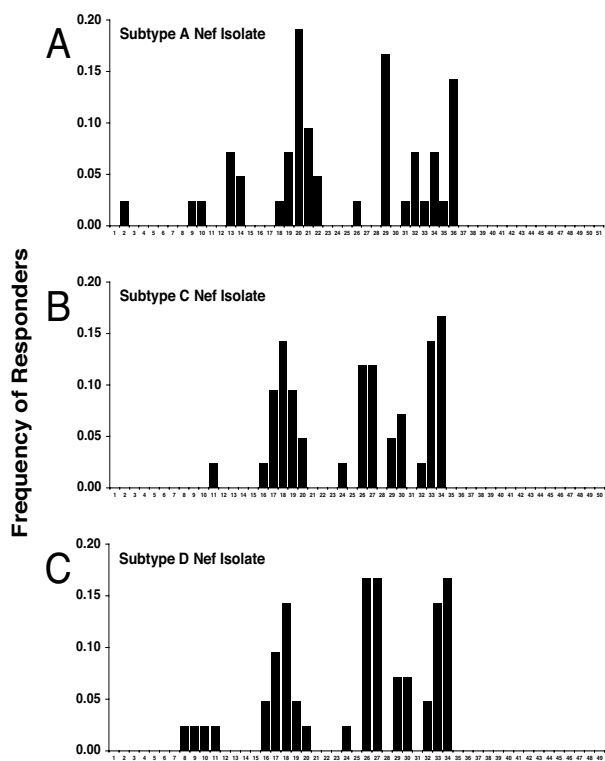 Frequency of Responders
A
Subtype A Nef Isolate
0.20
0.15
0.10
0.05
0.00
1 2 3 4 5 6 7 8 9 10 11 12 13 14 15 16 17 18 19 20 21 22 23 24 25 26 27 28 29 30 31 32 33 34 35 36 37 38 39 40 41 42 43 44 45 46 47 48 49 50 51
B
Subtype C Nef Isolate
0.20
0.15
0.10
0.05
0.00
1 2 3 4 5 6 7 8 9 10 11 12 13 14 15 16 17 18 19 20 21 22 23 24 25 26 27 28 29 30 31 32 33 34 35 36 37 38 39 40 41 42 43 44 45 46 47 48 49 50
C
Subtype D Nef Isolate
0.20
0.15
0.10
0.05
0.00
1 2 3 4 5 6 7 8 9 10 11 12 13 14 15 16 17 18 19 20 21 22 23 24 25 26 27 28 29 30 31 32 33 34 35 36 37 38 39 40 41 42 43 44 45 46 47 48 49